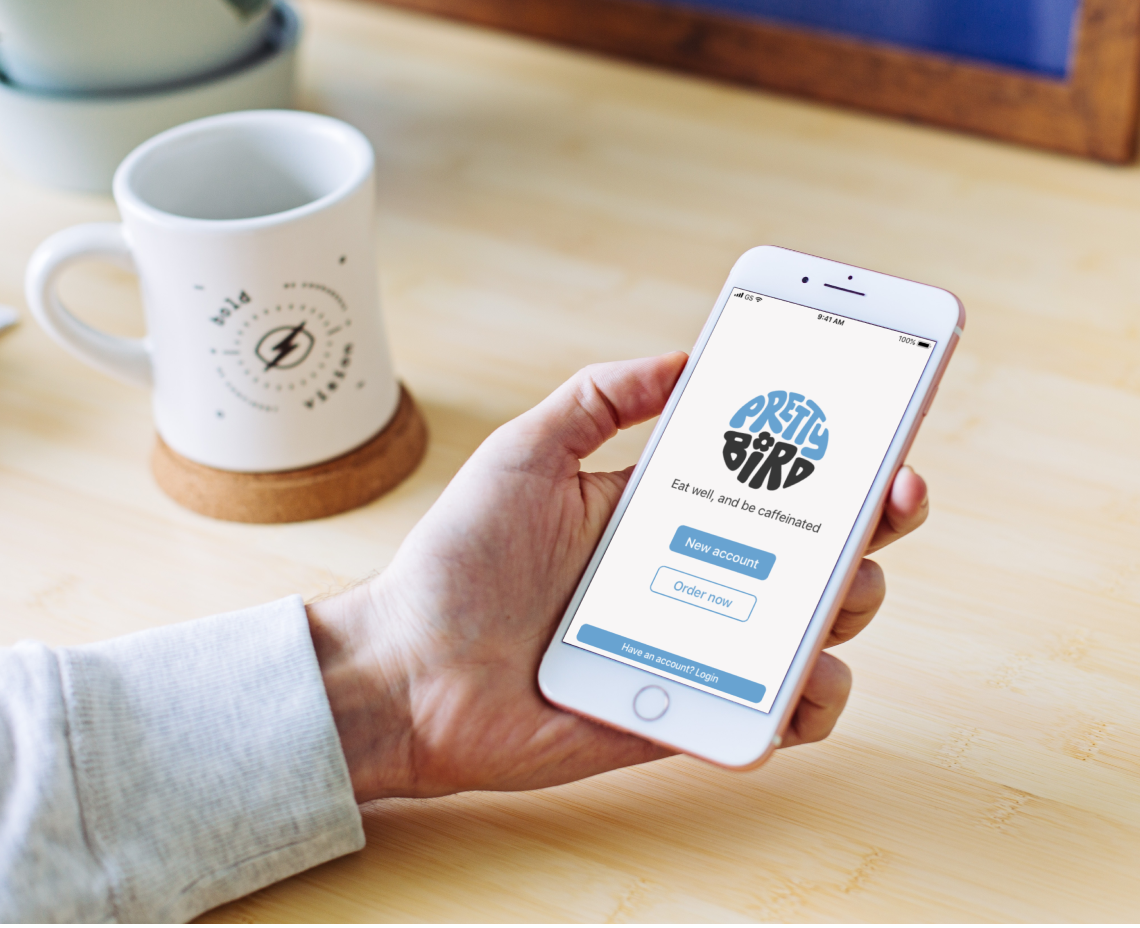 bold
vision
GS
9:41 AM
100%
PRETTY
BIRD
Eat well, and be caffeinated
New account
Order now
Have an account? Login